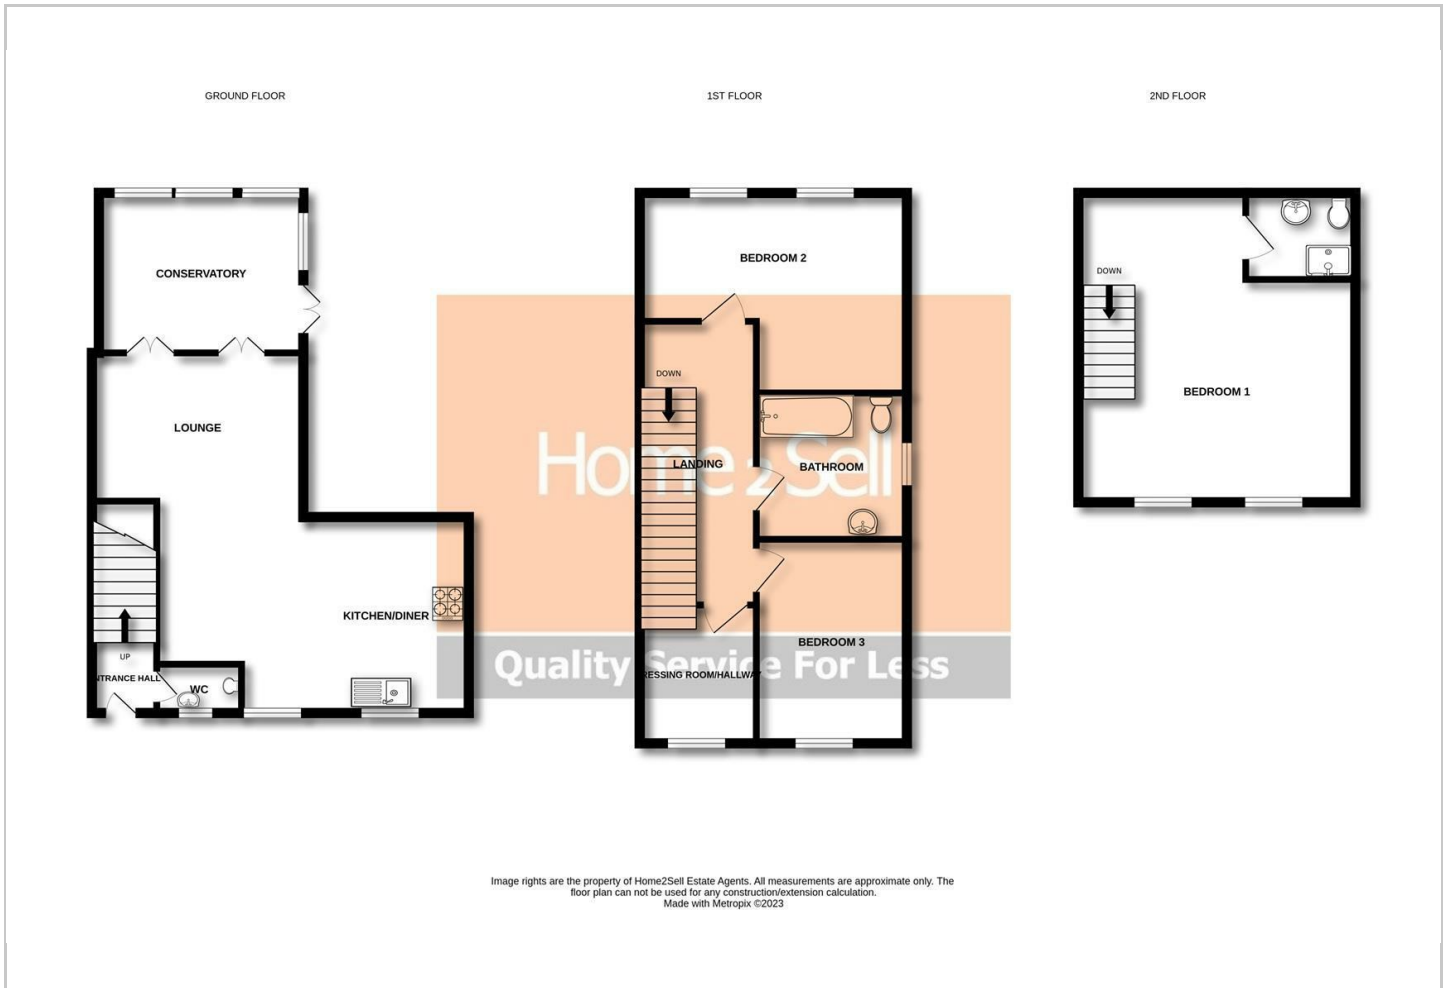 GROUND FLOOR
1ST FLOOR
2ND FLOOR
CONSERVATORY
LOUNGE
KITCHEN/DINER
UP
NTRANCE HALL
WC
BEDROOM 2
DOWN
LANDING
BATHROOM
BEDROOM 3
RESSING ROOM/HALLWA
DOWN
BEDROOM 1
Home2Sell
Quality Service For Less
Image rights are the property of Home2Sell Estate Agents. All measurements are approximate only. The
floor plan can not be used for any construction/extension calculation.
Made with Metropix ©2023